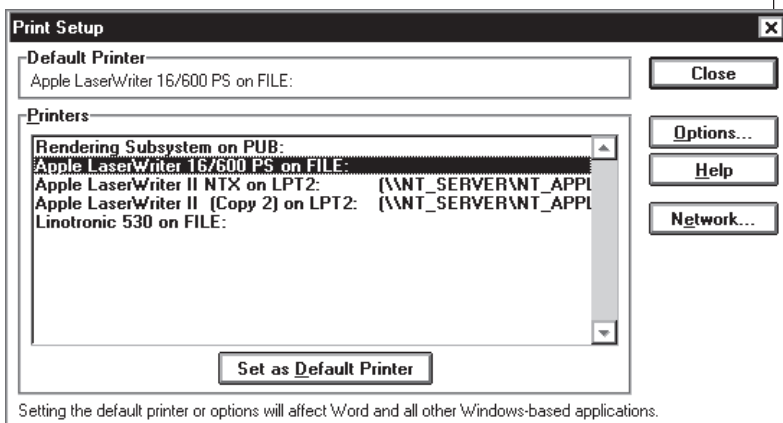 Print Setup
Default Printer
Apple LaserWriter 16/600 PS on FILE:
Close
Printers
Rendering Subsystem on PUB:
Apple LaserWriter 16/600 PS on FILE:
Apple LaserWriter II NTX on LPT2: (\\NT_SERVER\NT_APPL
Apple LaserWriter II (Copy 2) on LPT2: (\\NT_SERVER\NT_APPL
Linotronic 530 on FILE:
Options...
Help
Network...
Set as Default Printer
Setting the default printer or options will affect Word and all other Windows-based applications.